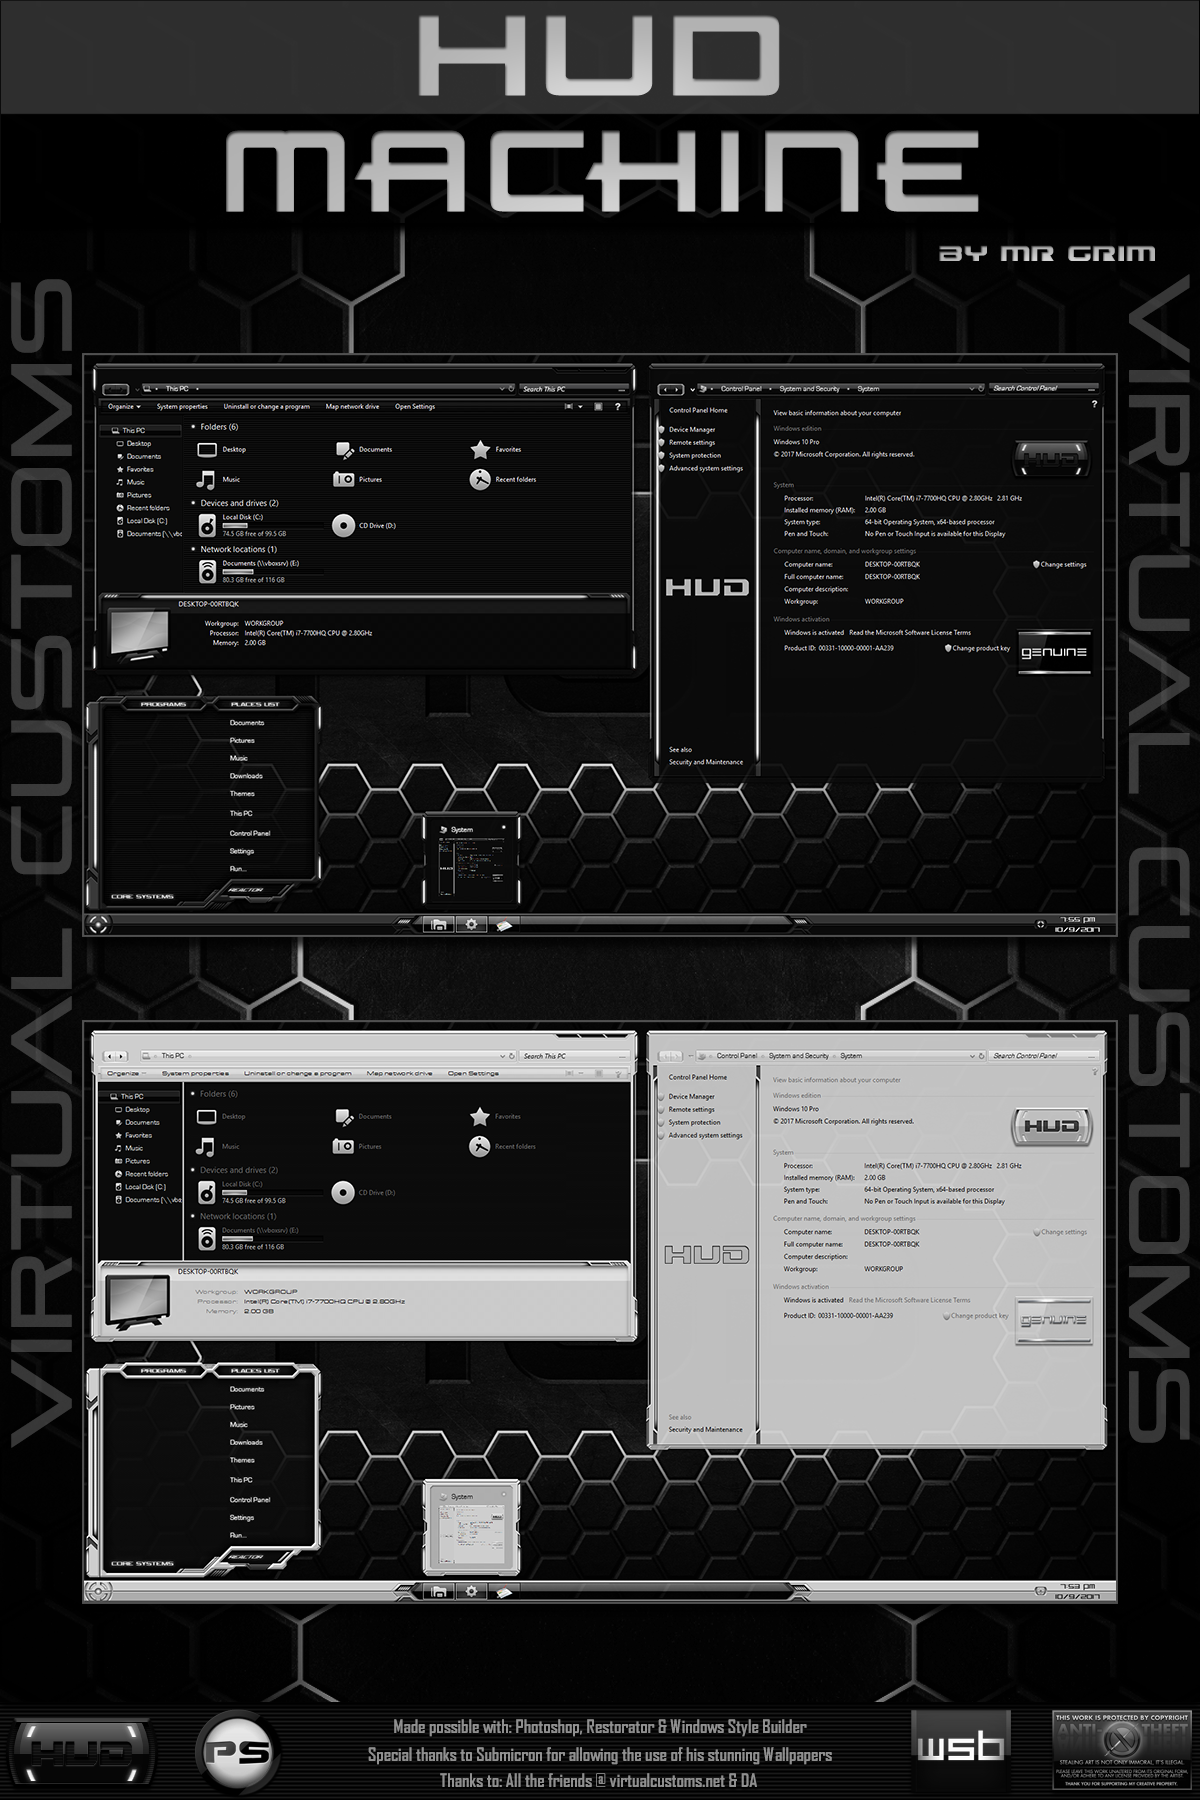 HUD
MACHINE
BY MR GRIM
VIRTUAL CUSTOMS
VIRTUAL CUSTOMS
This PC
Search This PC
Organize
System properties
Uninstall or change a program
Map network drive
Open Settings
?
This PC
Desktop
Documents
Favorites
Music
Pictures
Recent folders
Local Disk (C:)
Documents (\\vbc
Folders (6)
Desktop
Documents
Favorites
Music
Pictures
Recent folders
Devices and drives (2)
Local Disk (C:)
74.5 GB free of 99.5 GB
CD Drive (D:)
Network locations (1)
Documents (\\vboxsrv) (E:)
80.3 GB free of 116 GB
DESKTOP-00RTBQK
Workgroup: WORKGROUP
Processor: Intel(R) Core(TM) i7-7700HQ CPU @ 2.80GHz
Memory: 2.00 GB
Control Panel
System and Security
System
Search Control Panel
?
Control Panel Home
Device Manager
Remote settings
System protection
Advanced system settings
HUD
See also
Security and Maintenance
View basic information about your computer
Windows edition
Windows 10 Pro
© 2017 Microsoft Corporation. All rights reserved.
HUD
System
Processor: Intel(R) Core(TM) i7-7700HQ CPU @ 2.80GHz 2.81 GHz
Installed memory (RAM): 2.00 GB
System type: 64-bit Operating System, x64-based processor
Pen and Touch: No Pen or Touch Input is available for this Display
Computer name, domain, and workgroup settings
Computer name: DESKTOP-00RTBQK
Change settings
Full computer name: DESKTOP-00RTBQK
Computer description:
Workgroup: WORKGROUP
Windows activation
Windows is activated Read the Microsoft Software License Terms
Product ID: 00331-10000-00001-AA239
Change product key
genuine
PROGRAMS
PLACES LIST
Documents
Pictures
Music
Downloads
Themes
This PC
Control Panel
Settings
Run...
CORE SYSTEMS
REACTOR
System
7:55 pm
10/9/2017
This PC
Search This PC
Organize
System properties
Uninstall or change a program
Map network drive
Open Settings
?
This PC
Desktop
Documents
Favorites
Music
Pictures
Recent folders
Local Disk (C:)
Documents (\\vbo
Folders (6)
Desktop
Documents
Favorites
Music
Pictures
Recent folders
Devices and drives (2)
Local Disk (C:)
74.5 GB free of 99.5 GB
CD Drive (D:)
Network locations (1)
Documents (\\vboxsrv) (E:)
80.3 GB free of 116 GB
DESKTOP-00RTBQK
Workgroup: WORKGROUP
Processor: Intel(R) Core(TM) i7-7700HQ CPU @ 2.80GHz
Memory: 2.00 GB
Control Panel
System and Security
System
Search Control Panel
?
Control Panel Home
Device Manager
Remote settings
System protection
Advanced system settings
HUD
See also
Security and Maintenance
View basic information about your computer
Windows edition
Windows 10 Pro
© 2017 Microsoft Corporation. All rights reserved.
HUD
System
Processor: Intel(R) Core(TM) i7-7700HQ CPU @ 2.80GHz 2.81 GHz
Installed memory (RAM): 2.00 GB
System type: 64-bit Operating System, x64-based processor
Pen and Touch: No Pen or Touch Input is available for this Display
Computer name, domain, and workgroup settings
Computer name: DESKTOP-00RTBQK
Change settings
Full computer name: DESKTOP-00RTBQK
Computer description:
Workgroup: WORKGROUP
Windows activation
Windows is activated Read the Microsoft Software License Terms
Product ID: 00331-10000-00001-AA239
Change product key
genuine
PROGRAMS
PLACES LIST
Documents
Pictures
Music
Downloads
Themes
This PC
Control Panel
Settings
Run...
CORE SYSTEMS
REACTOR
System
7:53 pm
10/9/2017
HUD
PS
Made possible with: Photoshop, Restorator & Windows Style Builder
Special thanks to Submicron for allowing the use of his stunning Wallpapers
Thanks to: All the friends @ virtualcustoms.net & DA
wsb
THIS WORK IS PROTECTED BY COPYRIGHT
ANTI-THEFT
STEALING ART IS NOT ONLY IMMORAL, IT'S ILLEGAL.
PLEASE LEAVE THIS WORK UNALTERED FROM ITS ORIGINAL FORM,
AND/OR ADHERE TO ANY LICENSE PROVIDED BY THE ARTIST.
THANK YOU FOR SUPPORTING MY CREATIVE PROPERTY.